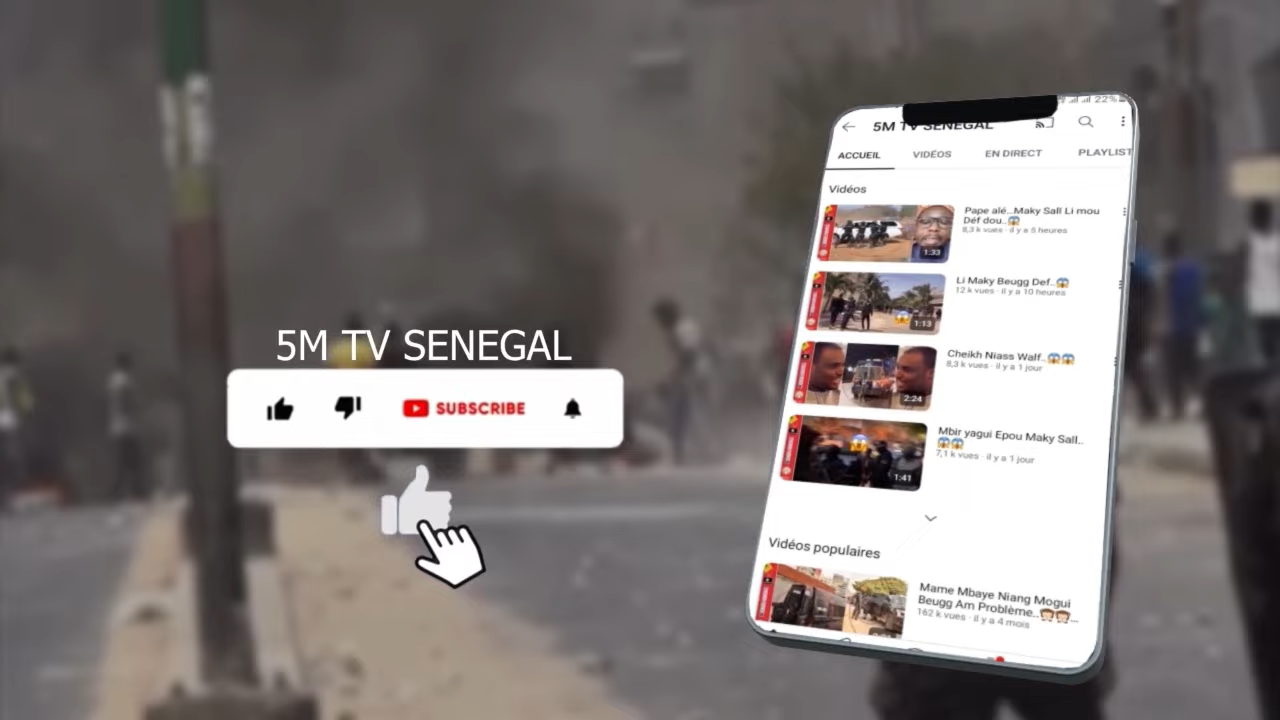 5M TV SENEGAL
SUBSCRIBE
22%
5M TV SENEGAL
ACCUEIL VIDÉOS EN DIRECT PLAYLIST
Vidéos
Pape alé...Maky Sall Li mou
Déf dou..😱
8,3 k vues · il y a 5 heures
1:33
Li Maky Beugg Def..😱
12 k vues · il y a 10 heures
1:13
Cheikh Niass Walf..😱😱
8,3 k vues · il y a 1 jour
2:24
Mbir yagui Epou Maky Sall..
😱😱
7,1 k vues · il y a 1 jour
1:41
Vidéos populaires
Mame Mbaye Niang Mogui
Beugg Am Problème..🤦🤦...
162 k vues · il y a 4 mois